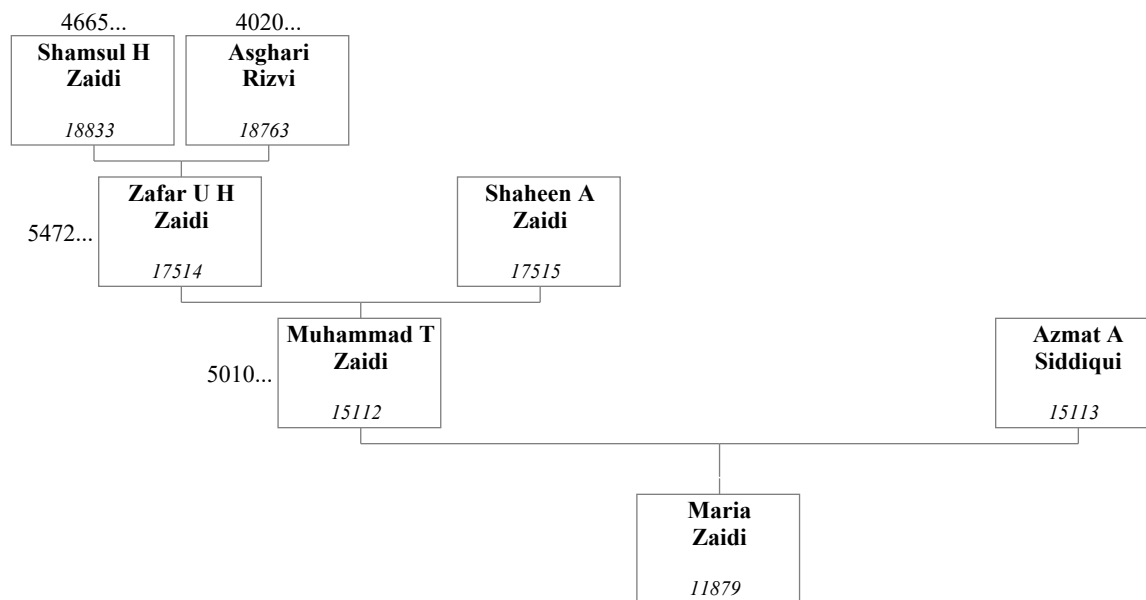 4665...
4020...
Shamsul H
Zaidi
18833
Asghari
Rizvi
18763
5472...
Zafar U H
Zaidi
17514
Shaheen A
Zaidi
17515
5010...
Muhammad T
Zaidi
15112
Azmat A
Siddiqui
15113
Maria
Zaidi
11879